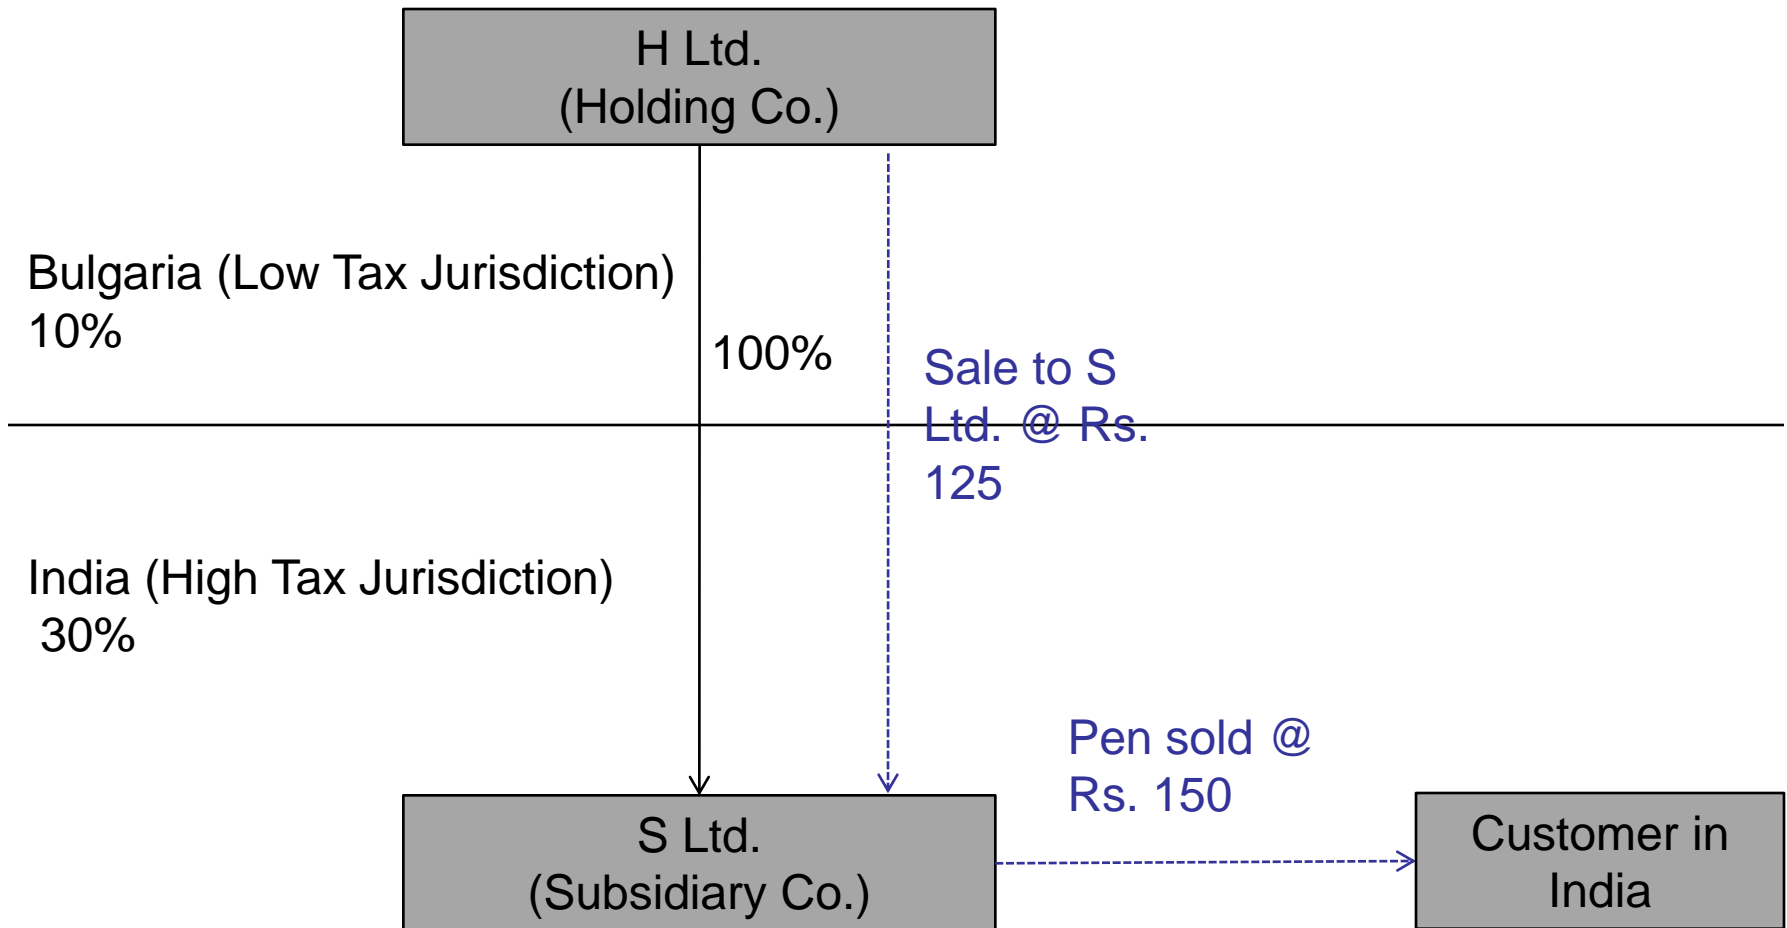 H Ltd.
(Holding Co.)
Bulgaria (Low Tax Jurisdiction)
10%
100%
Sale to S
Ltd. @ Rs.
125
India (High Tax Jurisdiction)
30%
Pen sold @
Rs. 150
S Ltd.
(Subsidiary Co.)
Customer in
India